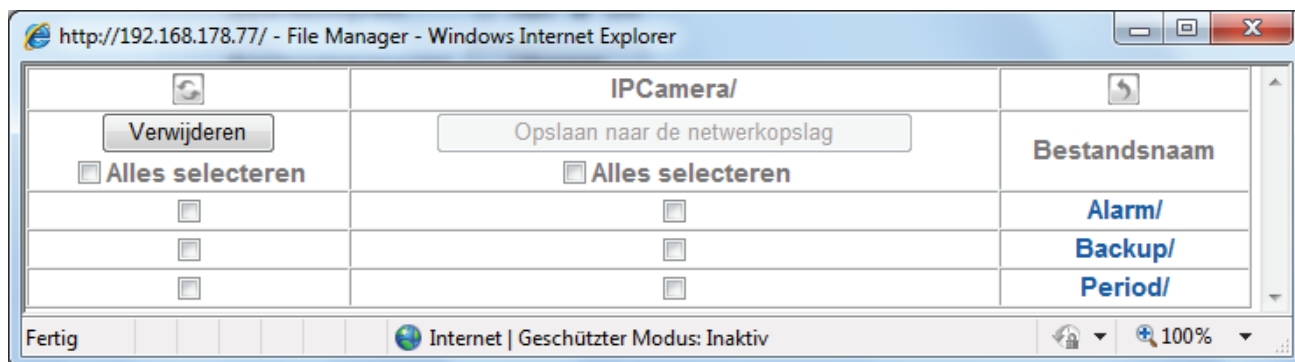 http://192.168.178.77/ - File Manager - Windows Internet Explorer
IPCamera/
Verwijderen
Opslaan naar de netwerkopslag
Bestandsnaam
Alles selecteren
Alles selecteren
Alarm/
Backup/
Period/
Fertig
Internet | Geschützter Modus: Inaktiv
100%